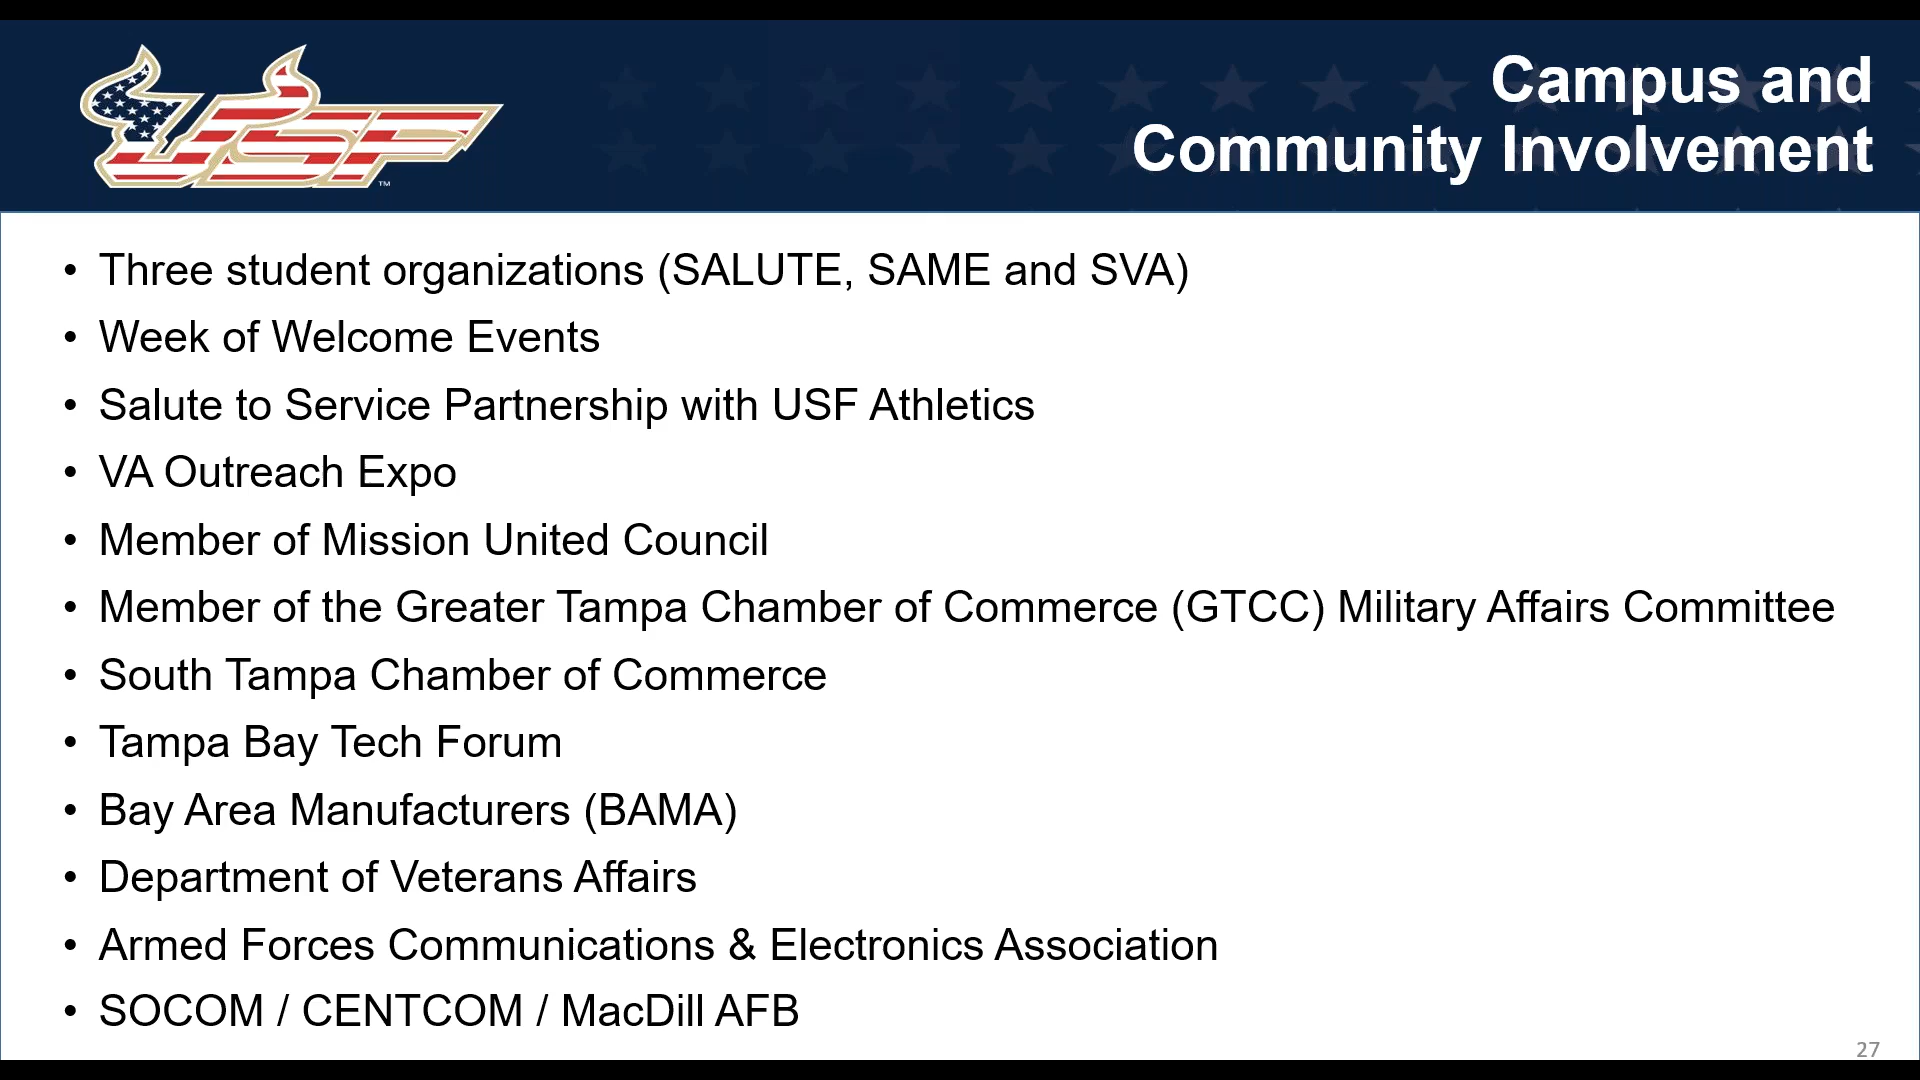 USF
™
Campus and
Community Involvement
• Three student organizations (SALUTE, SAME and SVA)
• Week of Welcome Events
• Salute to Service Partnership with USF Athletics
• VA Outreach Expo
• Member of Mission United Council
• Member of the Greater Tampa Chamber of Commerce (GTCC) Military Affairs Committee
• South Tampa Chamber of Commerce
• Tampa Bay Tech Forum
• Bay Area Manufacturers (BAMA)
• Department of Veterans Affairs
• Armed Forces Communications & Electronics Association
• SOCOM / CENTCOM / MacDill AFB
27